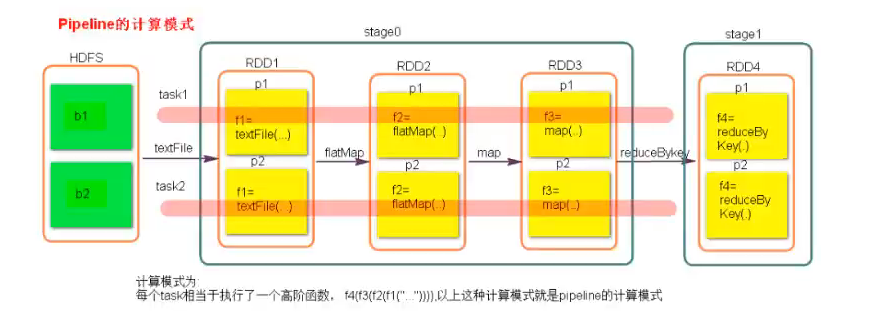 Pipeline的计算模式
stage0
stage1
HDFS
RDD1
RDD2
RDD3
RDD4
p1
p1
p1
p1
task1
b1
f1=
textFile(...)
f2=
flatMap( )
f3=
map(..)
f4=
reduceBy
Key(.)
textFile
flatMap
map
reduceBykey
p2
p2
p2
p2
task2
b2
f1=
textFile(...)
f2=
flatMap(..)
f3=
map(..)
f4=
reduceBy
Key(.)
计算模式为:
每个task相当于执行了一个高阶函数, f4(f3(f2(f1("...")))),以上这种计算模式就是pipeline的计算模式